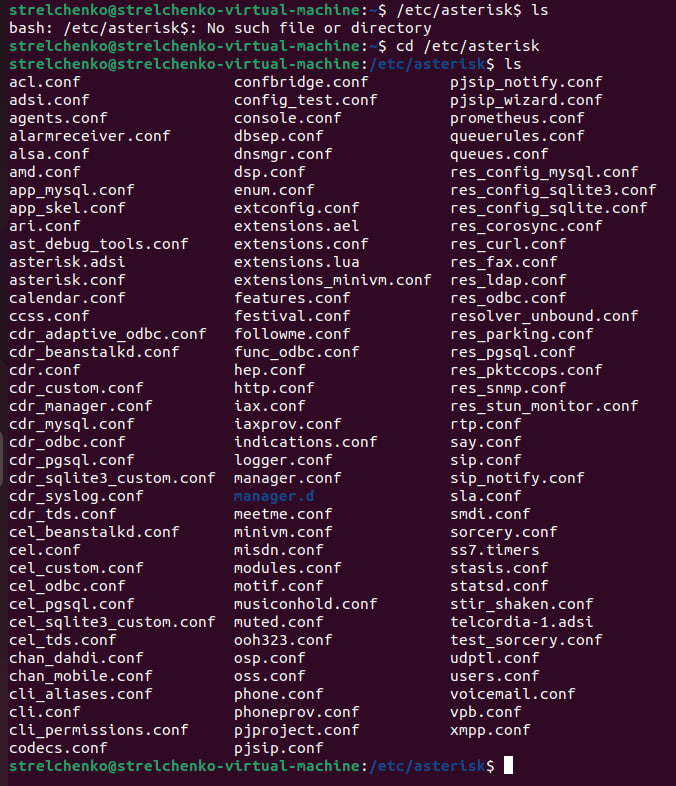 strelchenko@strelchenko-virtual-machine:~$ /etc/asterisk$ ls
bash: /etc/asterisk$: No such file or directory
strelchenko@strelchenko-virtual-machine:~$ cd /etc/asterisk
strelchenko@strelchenko-virtual-machine:/etc/asterisk$ ls
acl.conf confbridge.conf pjsip_notify.conf
adsi.conf config_test.conf pjsip_wizard.conf
agents.conf console.conf prometheus.conf
alarmreceiver.conf dbsep.conf queuerules.conf
alsa.conf dnsmgr.conf queues.conf
amd.conf dsp.conf res_config_mysql.conf
app_mysql.conf enum.conf res_config_sqlite3.conf
app_skel.conf extconfig.conf res_config_sqlite.conf
ari.conf extensions.ael res_corosync.conf
ast_debug_tools.conf extensions.conf res_curl.conf
asterisk.adsi extensions.lua res_fax.conf
asterisk.conf extensions_minivm.conf res_ldap.conf
calendar.conf features.conf res_odbc.conf
ccss.conf festival.conf resolver_unbound.conf
cdr_adaptive_odbc.conf followme.conf res_parking.conf
cdr_beanstalkd.conf func_odbc.conf res_pgsql.conf
cdr.conf hep.conf res_pktccops.conf
cdr_custom.conf http.conf res_snmp.conf
cdr_manager.conf iax.conf res_stun_monitor.conf
cdr_mysql.conf iaxprov.conf rtp.conf
cdr_odbc.conf indications.conf say.conf
cdr_pgsql.conf logger.conf sip.conf
cdr_sqlite3_custom.conf manager.conf sip_notify.conf
cdr_syslog.conf manager.d sla.conf
cdr_tds.conf meetme.conf smdi.conf
cel_beanstalkd.conf minivm.conf sorcery.conf
cel.conf misdn.conf ss7.timers
cel_custom.conf modules.conf stasis.conf
cel_odbc.conf motif.conf statsd.conf
cel_pgsql.conf musiconhold.conf stir_shaken.conf
cel_sqlite3_custom.conf muted.conf telcordia-1.adsi
cel_tds.conf ooh323.conf test_sorcery.conf
chan_dahdi.conf osp.conf udptl.conf
chan_mobile.conf oss.conf users.conf
cli_aliases.conf phone.conf voicemail.conf
cli.conf phoneprov.conf vpb.conf
cli_permissions.conf pjproject.conf xmpp.conf
codecs.conf pjsip.conf
strelchenko@strelchenko-virtual-machine:/etc/asterisk$